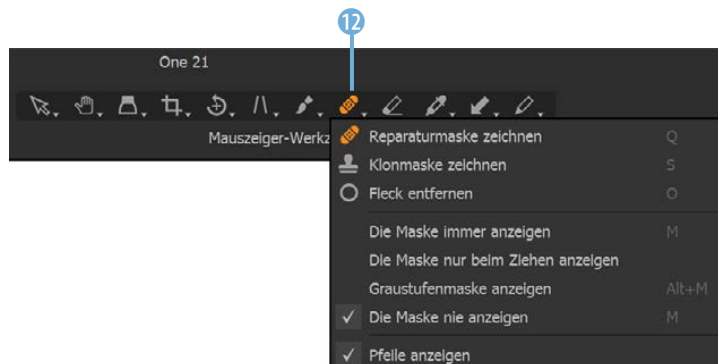 12
One 21
Mauszeiger-Werkz
Reparaturmaske zeichnen Q
Klonmaske zeichnen S
Fleck entfernen O
Die Maske immer anzeigen M
Die Maske nur beim Ziehen anzeigen
Graustufenmaske anzeigen Alt+M
Die Maske nie anzeigen M
Pfeile anzeigen